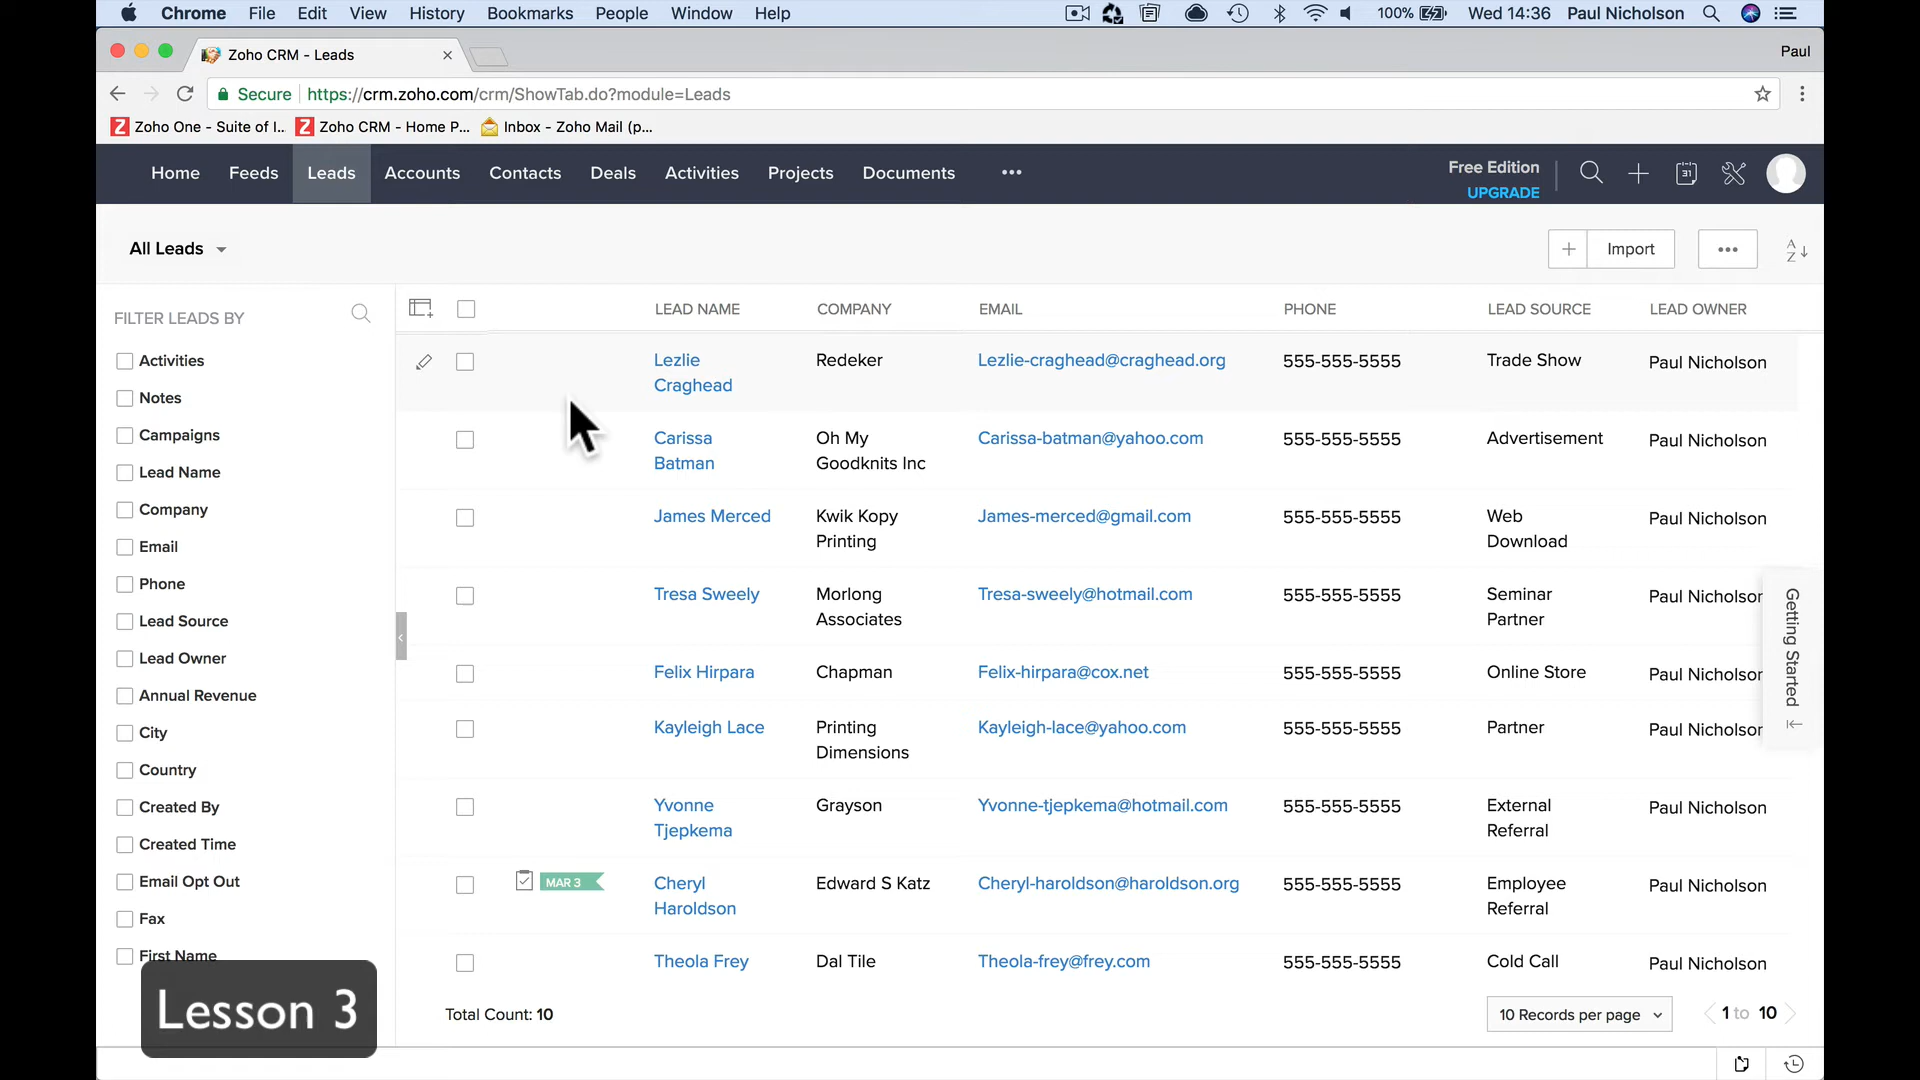 Chrome File Edit View History Bookmarks People Window Help 100% Wed 14:36 Paul Nicholson
Zoho CRM - Leads Paul
Secure https://crm.zoho.com/crm/ShowTab.do?module=Leads
Zoho One - Suite of I... Zoho CRM - Home P... Inbox - Zoho Mail (p...
Home Feeds Leads Accounts Contacts Deals Activities Projects Documents ••• Free Edition
UPGRADE
31
All Leads Import ••• A Z
FILTER LEADS BY LEAD NAME COMPANY EMAIL PHONE LEAD SOURCE LEAD OWNER
Activities
Notes
Campaigns
Lead Name
Company
Email
Phone
Lead Source
Lead Owner
Annual Revenue
City
Country
Created By
Created Time
Email Opt Out
Fax
First Name
Lezlie Redeker Lezlie-craghead@craghead.org 555-555-5555 Trade Show Paul Nicholson
Craghead
Carissa Oh My Carissa-batman@yahoo.com 555-555-5555 Advertisement Paul Nicholson
Batman Goodknits Inc
James Merced Kwik Kopy James-merced@gmail.com 555-555-5555 Web Paul Nicholson
Printing Download
Tresa Sweely Morlong Tresa-sweely@hotmail.com 555-555-5555 Seminar Paul Nicholson
Associates Partner
Felix Hirpara Chapman Felix-hirpara@cox.net 555-555-5555 Online Store Paul Nicholson
Kayleigh Lace Printing Kayleigh-lace@yahoo.com 555-555-5555 Partner Paul Nicholson
Dimensions
Yvonne Grayson Yvonne-tjepkema@hotmail.com 555-555-5555 External Paul Nicholson
Tjepkema Referral
MAR 3 Cheryl Edward S Katz Cheryl-haroldson@haroldson.org 555-555-5555 Employee Paul Nicholson
Haroldson Referral
Theola Frey Dal Tile Theola-frey@frey.com 555-555-5555 Cold Call Paul Nicholson
Getting Started
Total Count: 10 10 Records per page 1 to 10
Lesson 3